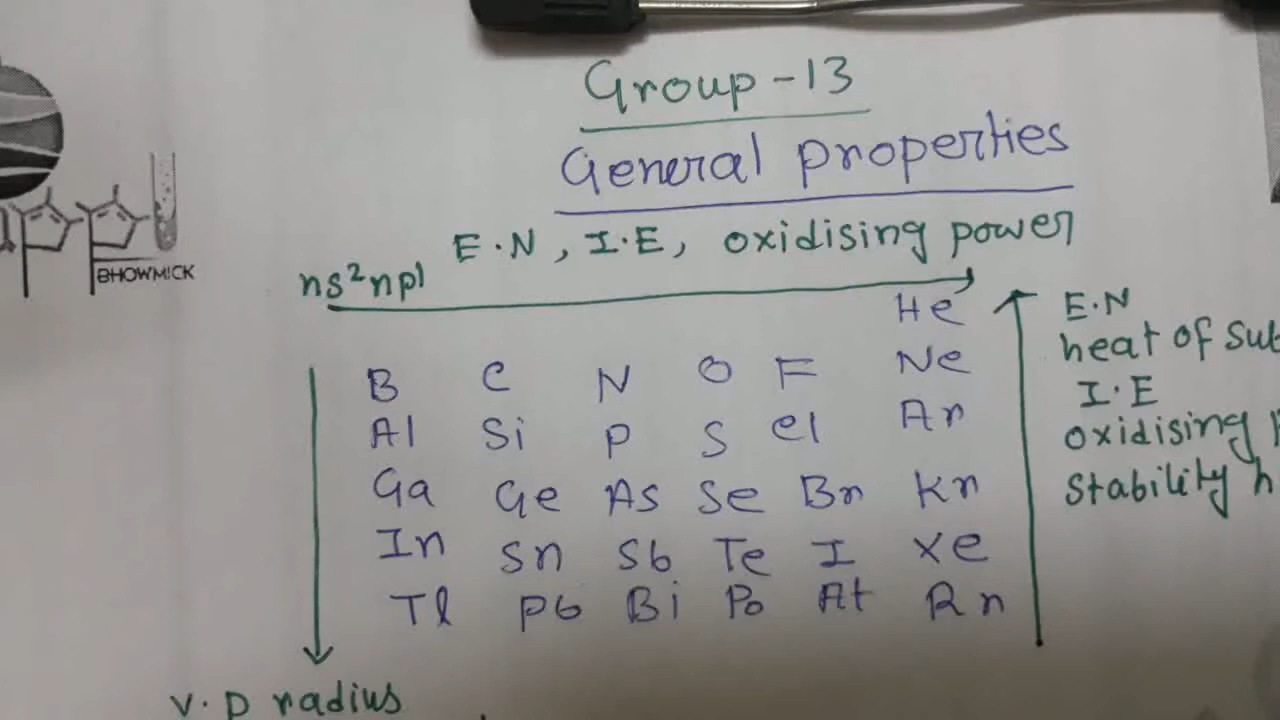 Group-13
General properties
E.N, I.E, oxidising power
ns²np¹
He
B C N O F Ne
Al Si P S Cl Ar
Ga Ge As Se Br Kr
In Sn Sb Te I Xe
Tl Pb Bi Po At Rn
E.N
heat of Sub
I.E
oxidising
Stability h
V.D radius
BHOWMICK